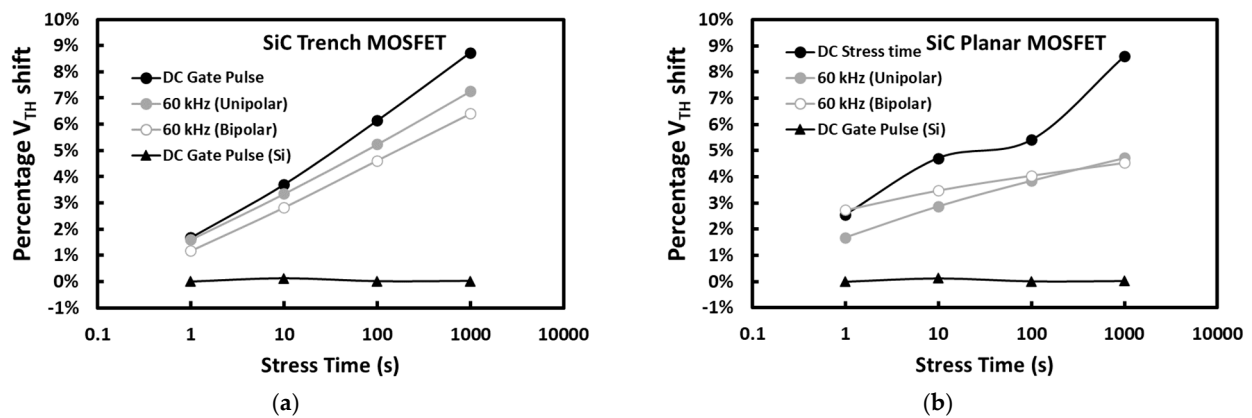 Percentage VTH shift
10%
9%
8%
7%
6%
5%
4%
3%
2%
1%
0%
-1%
SiC Trench MOSFET
DC Gate Pulse
60 kHz (Unipolar)
60 kHz (Bipolar)
DC Gate Pulse (Si)
0.1 1 10 100 1000 10000
Stress Time (s)
(a)
Percentage VTH shift
10%
9%
8%
7%
6%
5%
4%
3%
2%
1%
0%
-1%
SiC Planar MOSFET
DC Stress time
60 kHz (Unipolar)
60 kHz (Bipolar)
DC Gate Pulse (Si)
0.1 1 10 100 1000 10000
Stress Time (s)
(b)